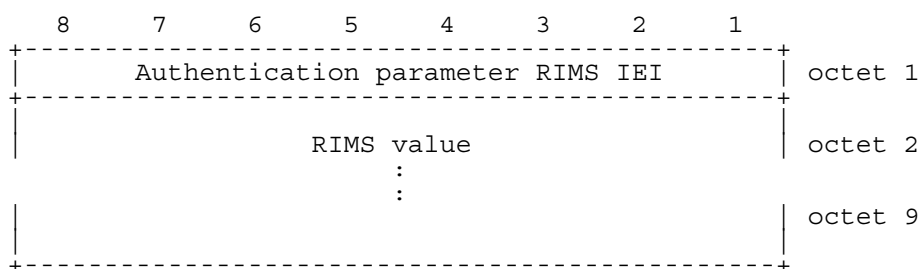 8 7 6 5 4 3 2 1
Authentication parameter RIMS IEI octet 1
RIMS value octet 2
:
:
octet 9